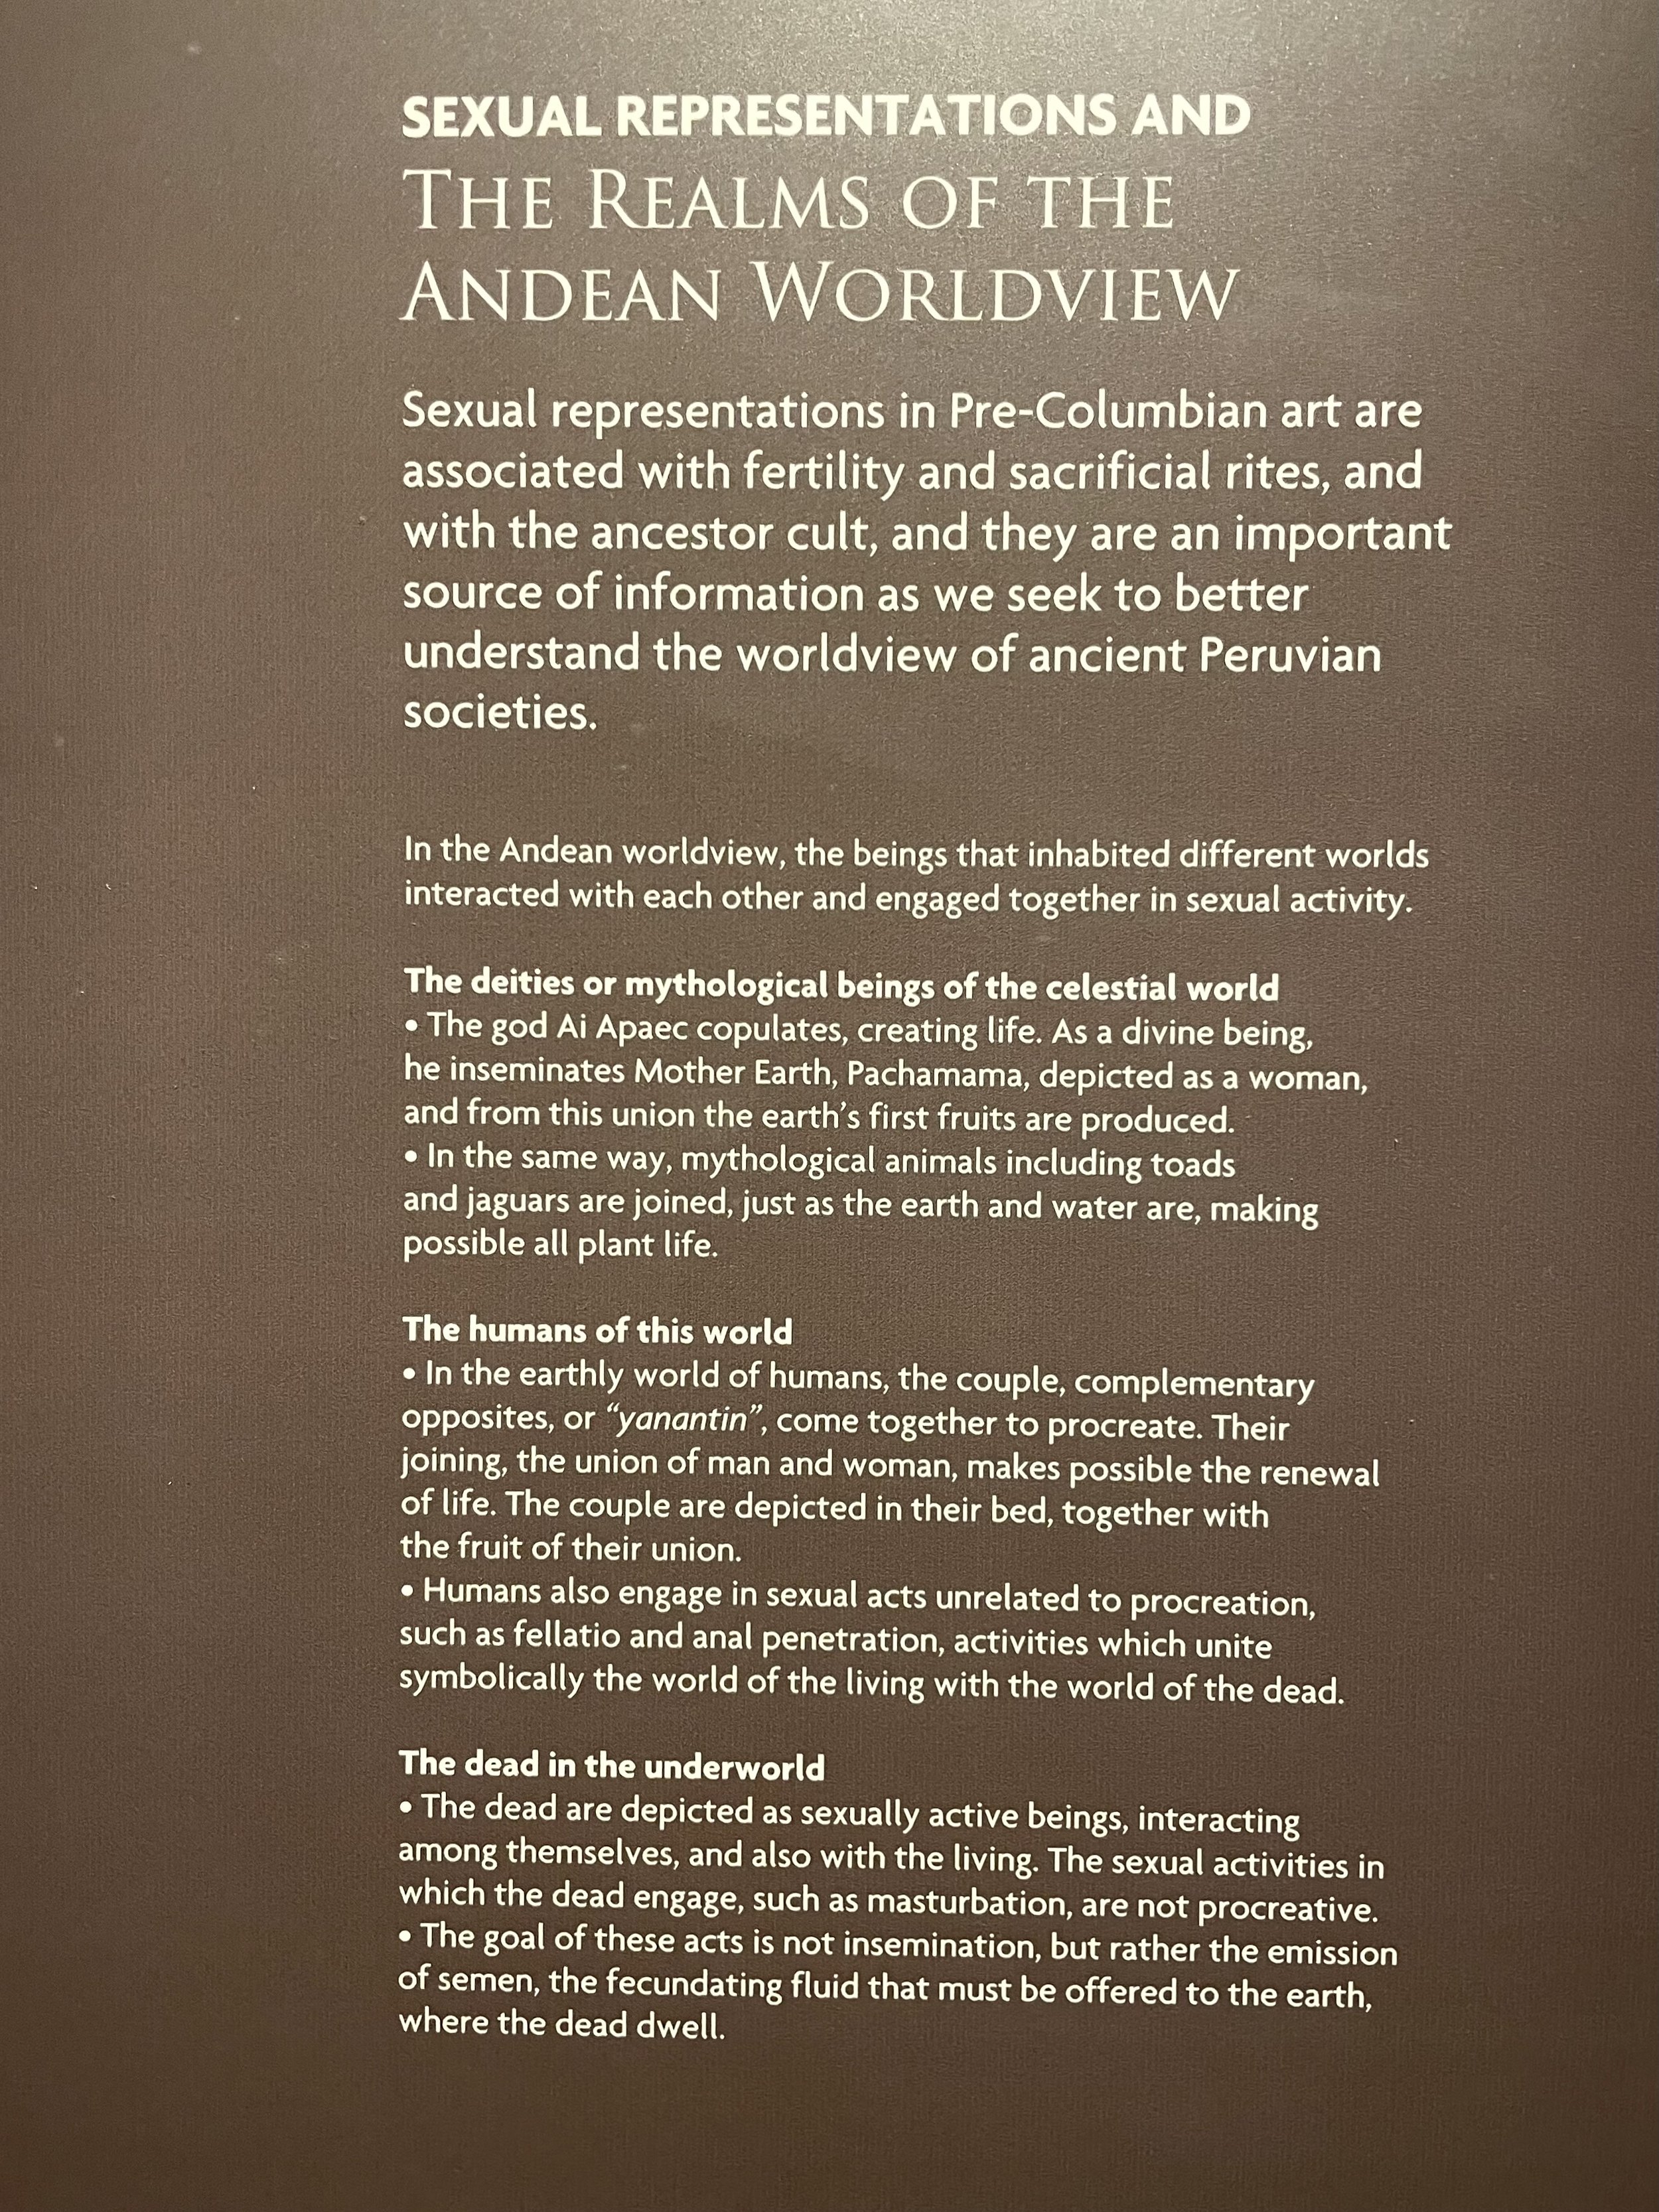 SEXUAL REPRESENTATIONS AND
THE REALMS OF THE
ANDEAN WORLDVIEW
Sexual representations in Pre-Columbian art are
associated with fertility and sacrificial rites, and
with the ancestor cult, and they are an important
source of information as we seek to better
understand the worldview of ancient Peruvian
societies.
In the Andean worldview, the beings that inhabited different worlds
interacted with each other and engaged together in sexual activity.
The deities or mythological beings of the celestial world
• The god Ai Apaec copulates, creating life. As a divine being,
he inseminates Mother Earth, Pachamama, depicted as a woman,
and from this union the earth's first fruits are produced.
• In the same way, mythological animals including toads
and jaguars are joined, just as the earth and water are, making
possible all plant life.
The humans of this world
• In the earthly world of humans, the couple, complementary
opposites, or “yanantin”, come together to procreate. Their
joining, the union of man and woman, makes possible the renewal
of life. The couple are depicted in their bed, together with
the fruit of their union.
• Humans also engage in sexual acts unrelated to procreation,
such as fellatio and anal penetration, activities which unite
symbolically the world of the living with the world of the dead.
The dead in the underworld
• The dead are depicted as sexually active beings, interacting
among themselves, and also with the living. The sexual activities in
which the dead engage, such as masturbation, are not procreative.
• The goal of these acts is not insemination, but rather the emission
of semen, the fecundating fluid that must be offered to the earth,
where the dead dwell.